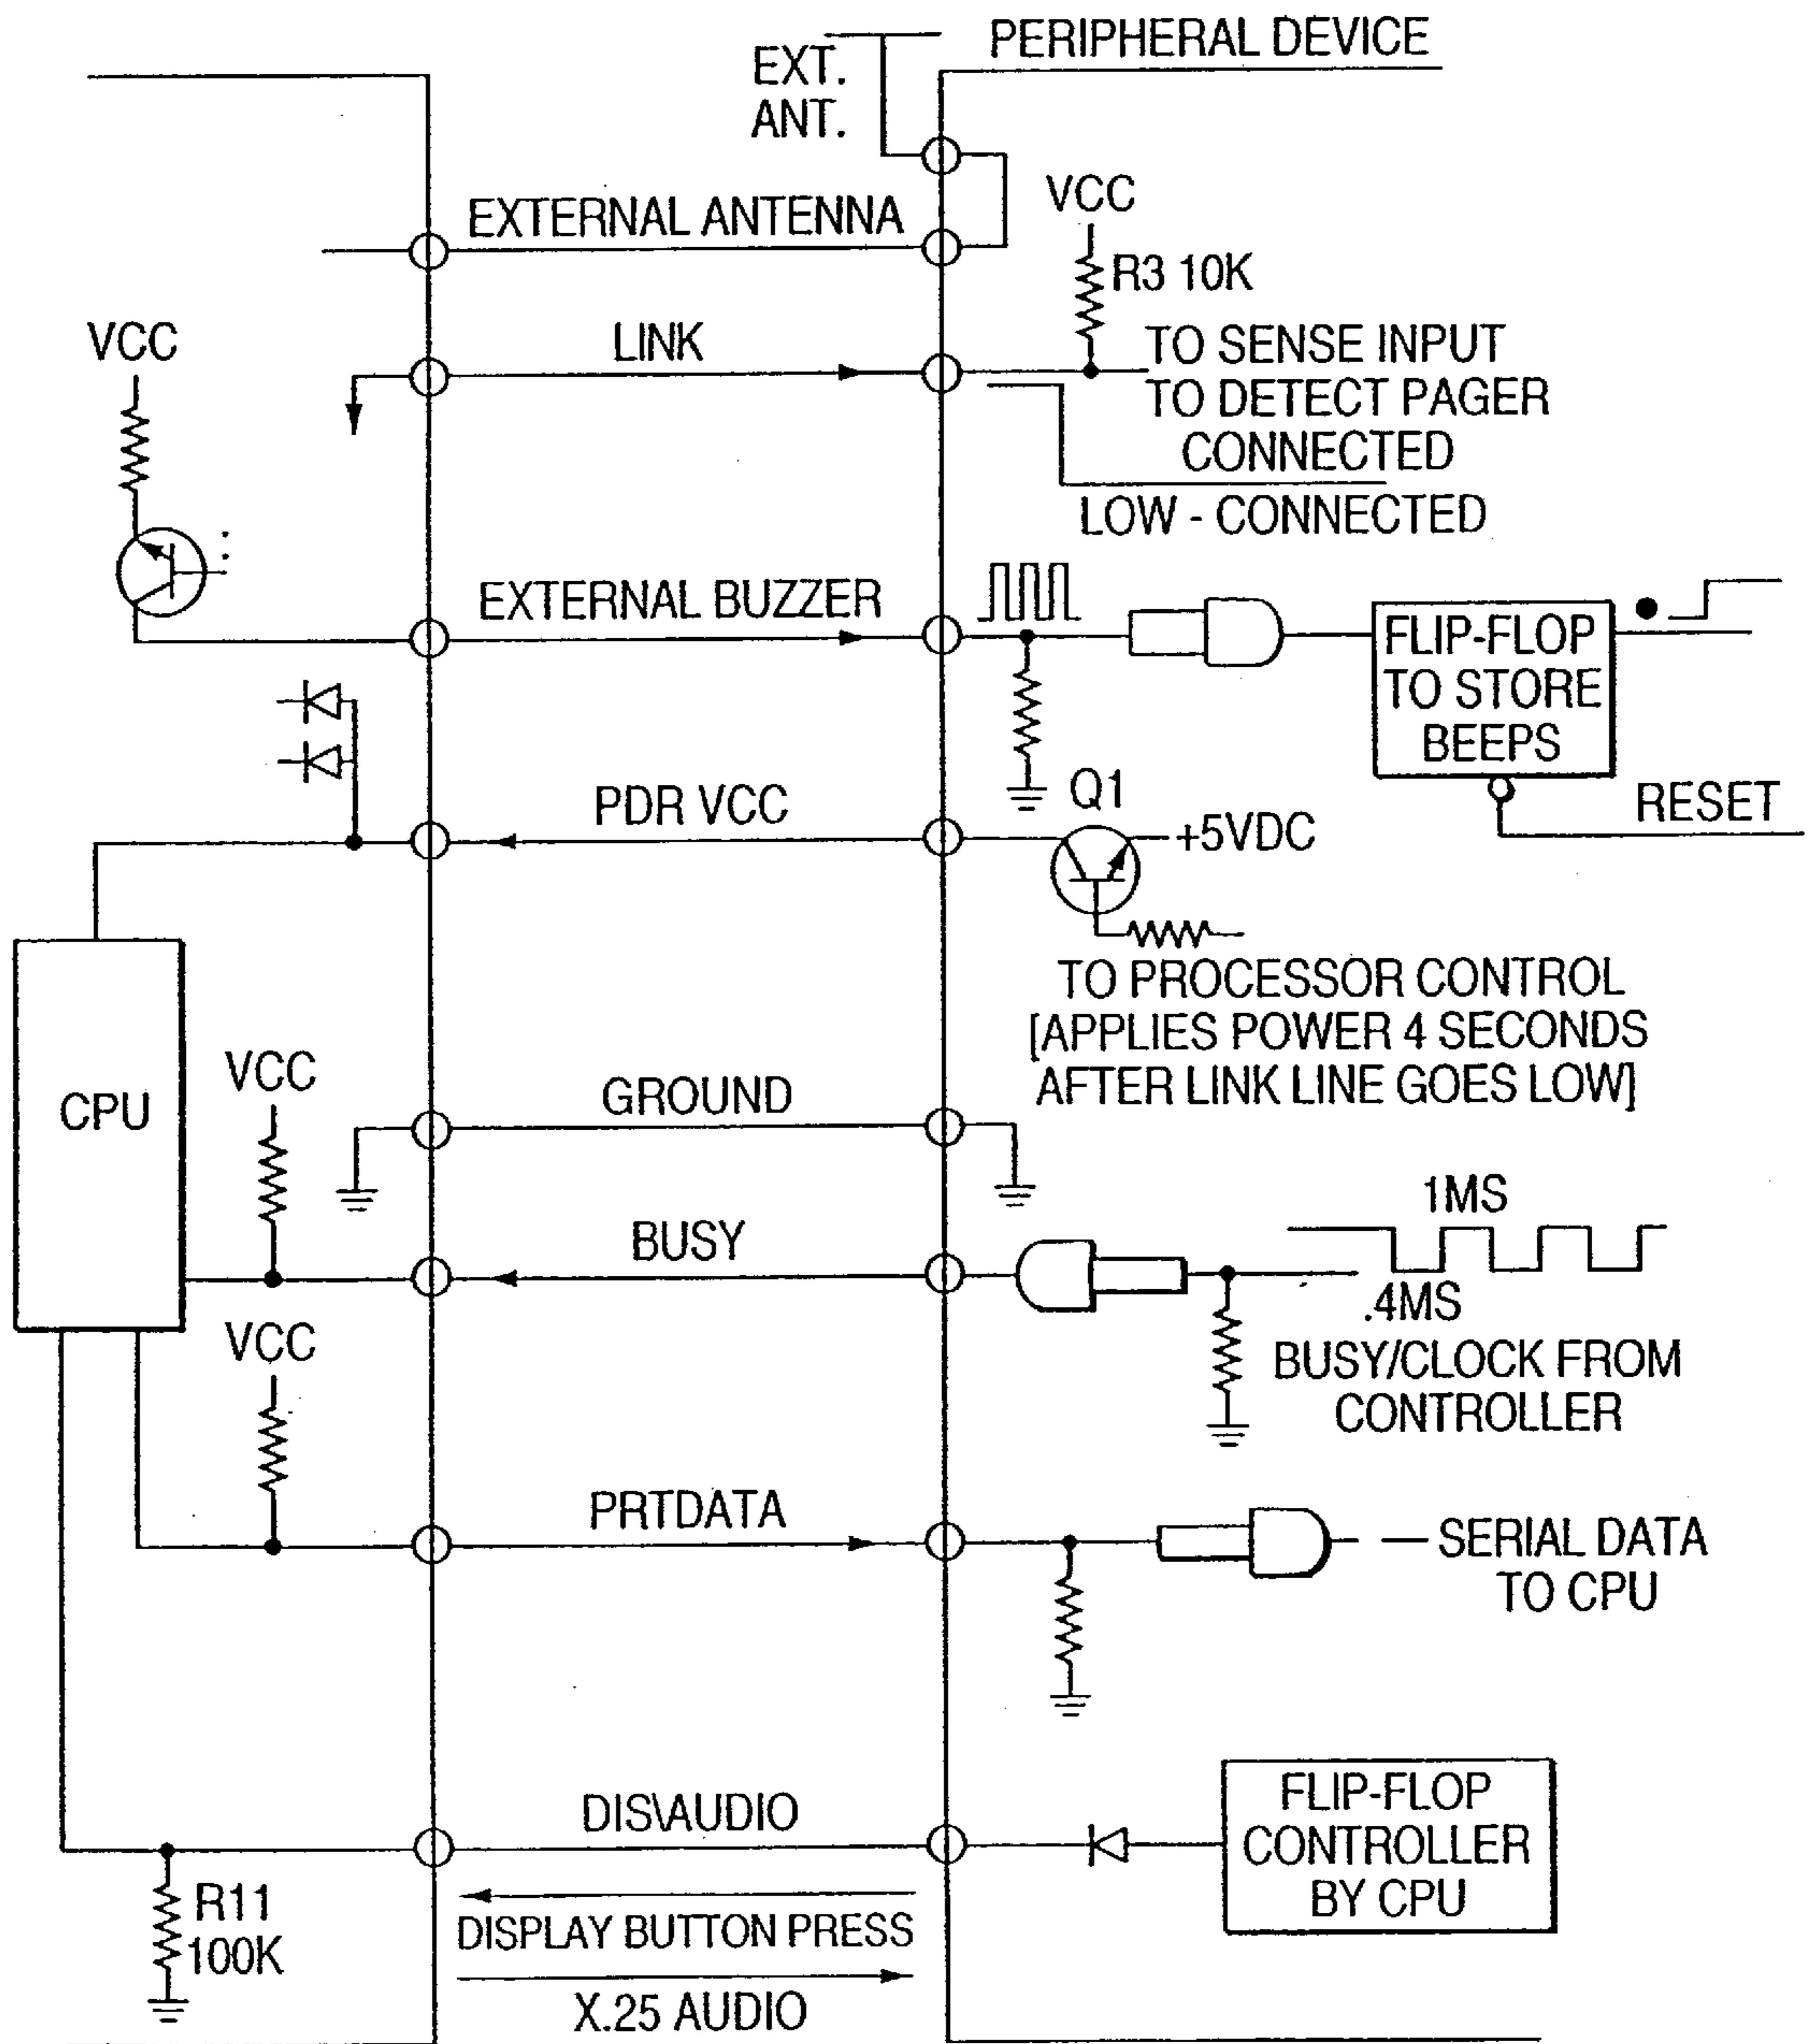 PERIPHERAL DEVICE
EXT.
ANT.
EXTERNAL ANTENNA
VCC
R3 10K
VCC
LINK
TO SENSE INPUT
TO DETECT PAGER
CONNECTED
LOW - CONNECTED
EXTERNAL BUZZER
FLIP-FLOP
TO STORE
BEEPS
RESET
PDR VCC
Q1
+5VDC
TO PROCESSOR CONTROL
[APPLIES POWER 4 SECONDS
AFTER LINK LINE GOES LOW]
CPU
VCC
GROUND
BUSY
1MS
.4MS
BUSY/CLOCK FROM
CONTROLLER
VCC
PRTDATA
SERIAL DATA
TO CPU
DIS\AUDIO
FLIP-FLOP
CONTROLLER
BY CPU
R11
100K
DISPLAY BUTTON PRESS
X.25 AUDIO